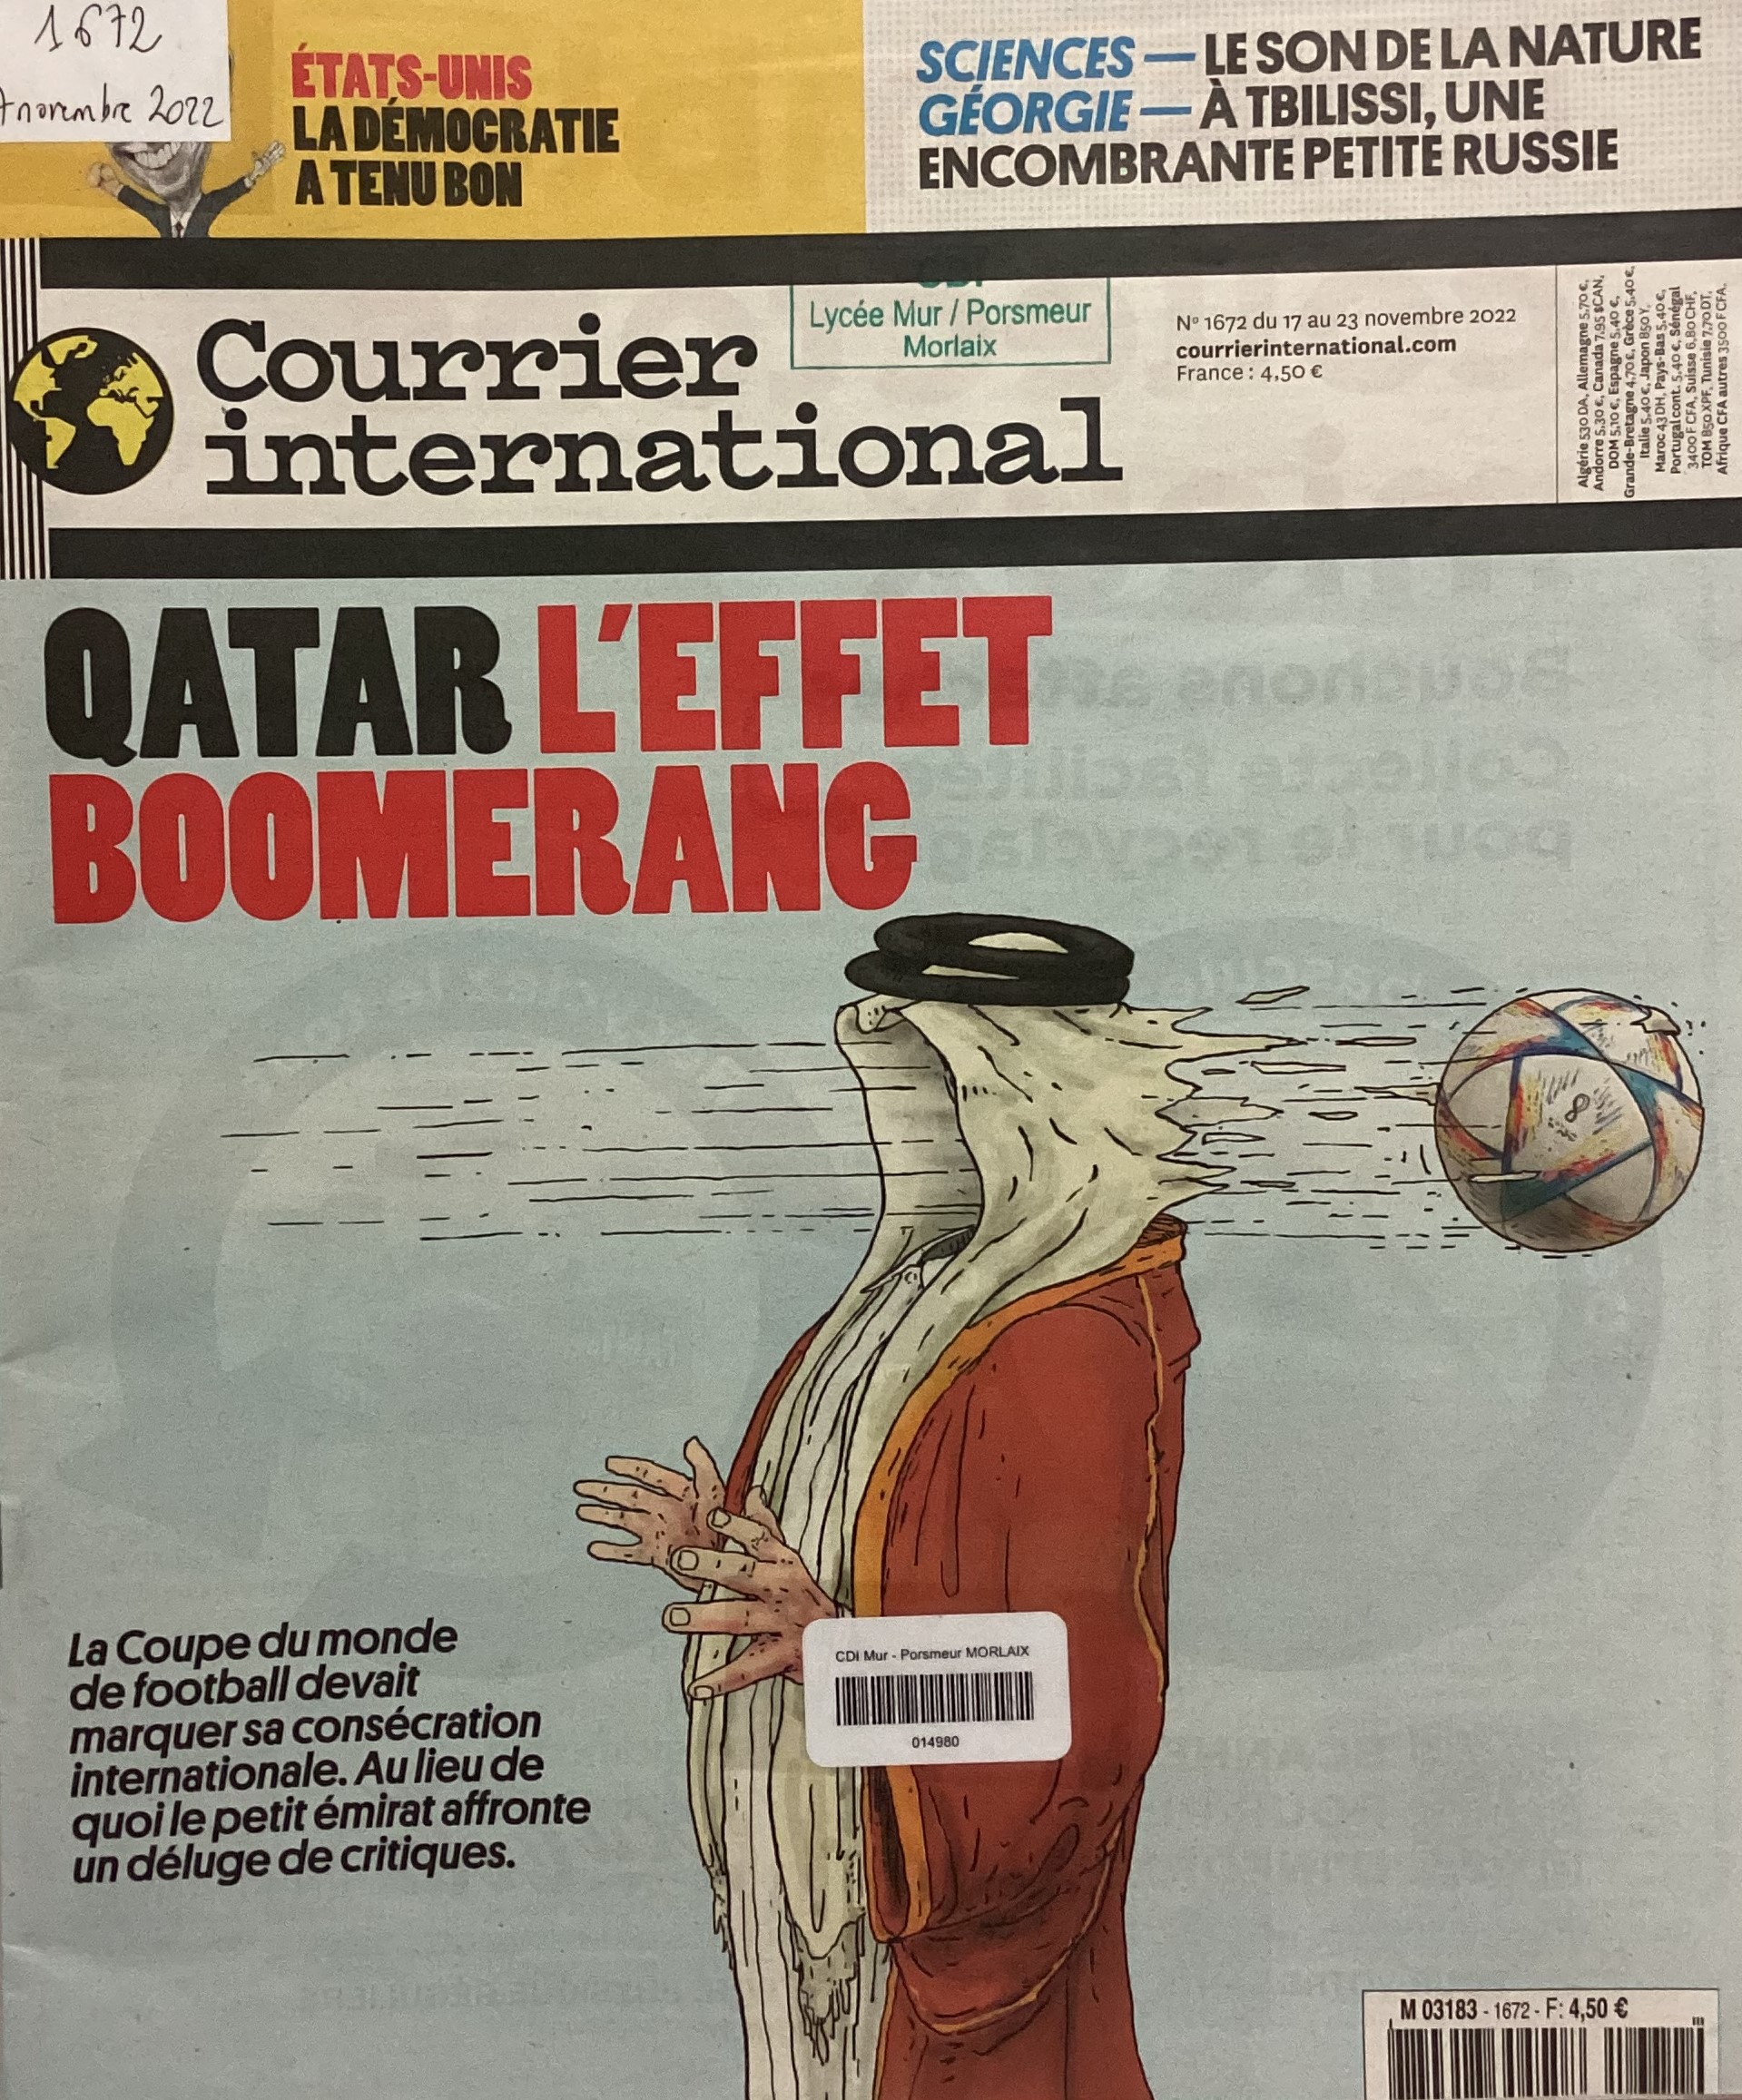 1672
novembre 2022
ÉTATS-UNIS
LA DÉMOCRATIE
A TENU BON
SCIENCES — LE SON DE LA NATURE
GÉORGIE — À TBILISSI, UNE
ENCOMBRANTE PETITE RUSSIE
Courrier
international
Lycée Mur / Porsmeur
Morlaix
N° 1672 du 17 au 23 novembre 2022
courrierinternational.com
France : 4,50 €
Algérie 530 DA, Allemagne 5,70 €,
Andorre 5,30 €, Canada 7,95 $CAN,
DOM 5,10 €, Espagne 5,40 €,
Grande-Bretagne 4,70 £, Grèce 5,40 €,
Italie 5,40 €, Japon 850 Y,
Maroc 43 DH, Pays-Bas 5,40 €,
Portugal cont. 5,40 €, Sénégal
3400 F CFA, Suisse 6,80 CHF,
TOM 850 XPF, Tunisie 7,70 DT,
Afrique CFA autres 3500 F CFA.
QATAR L'EFFET
BOOMERANG
La Coupe du monde
de football devait
marquer sa consécration
internationale. Au lieu de
quoi le petit émirat affronte
un déluge de critiques.
CDI Mur - Porsmeur MORLAIX
014980
M 03183 - 1672 - F: 4,50 €